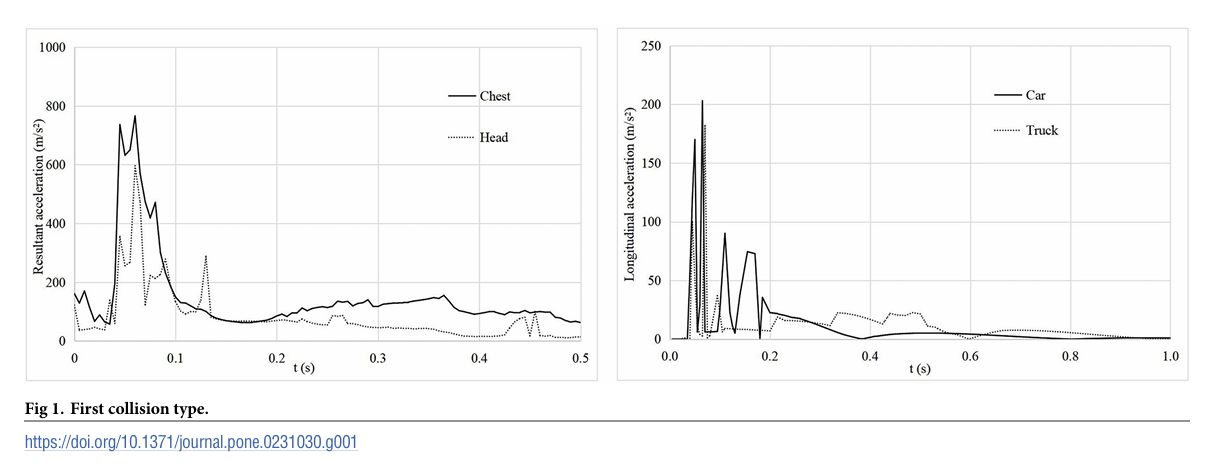 1000
800
600
400
200
0
Resultant acceleration (m/s²)
Chest
Head
0 0.1 0.2 0.3 0.4 0.5
t (s)
250
200
150
100
50
0
Longitudinal acceleration (m/s²)
Car
Truck
0.0 0.2 0.4 0.6 0.8 1.0
t (s)
Fig 1. First collision type.
https://doi.org/10.1371/journal.pone.0231030.g001